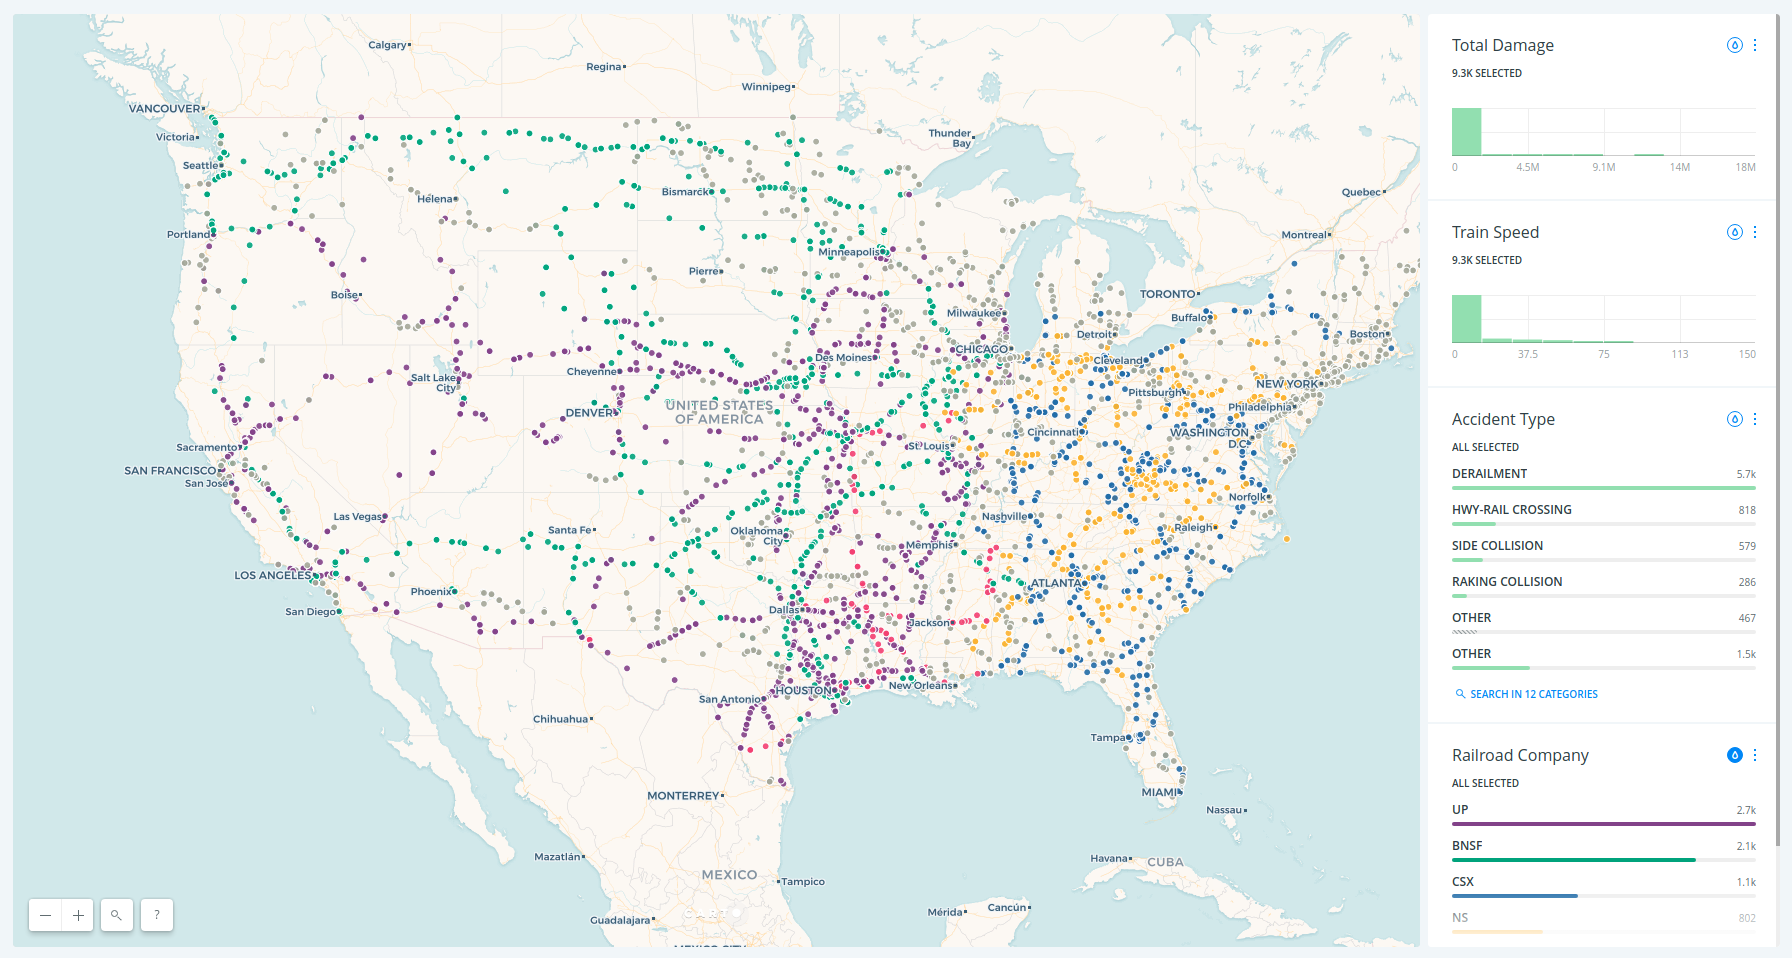 Calgary
Regina
Winnipeg
VANCOUVER
Victoria
Thunder
Bay
Seattle
Bismarck
Quebec
Helena
Portland
Montreal
Minneapolis
Pierre
Boise
TORONTO
Milwaukee
Buffalo
Detroit
Boston
CHICAGO
Des Moines
Cleveland
Cheyenne
Salt Lake
City
NEW YORK
Pittsburgh
UNITED STATES
OF AMERICA
DENVER
Philadelphia
Cincinnati
WASHINGTON
D.C.
Sacramento
St. Louis
SAN FRANCISCO
San Jose
Norfolk
Las Vegas
Nashville
Santa Fe
Oklahoma
City
Raleigh
Memphis
LOS ANGELES
ATLANTA
Phoenix
San Diego
Dallas
Jackson
New Orleans
HOUSTON
San Antonio
Chihuahua
Tampa
MONTERREY
MIAMI
Nassau
Mazatlán
Havana
CUBA
MEXICO
Tampico
Mérida
Cancún
Guadalajara
MEXICO CITY
?
Total Damage
9.3K SELECTED
0 4.5M 9.1M 14M 18M
Train Speed
9.3K SELECTED
0 37.5 75 113 150
Accident Type
ALL SELECTED
DERAILMENT 5.7k
HWY-RAIL CROSSING 818
SIDE COLLISION 579
RAKING COLLISION 286
OTHER 467
OTHER 1.5k
SEARCH IN 12 CATEGORIES
Railroad Company
ALL SELECTED
UP 2.7k
BNSF 2.1k
CSX 1.1k
NS 802